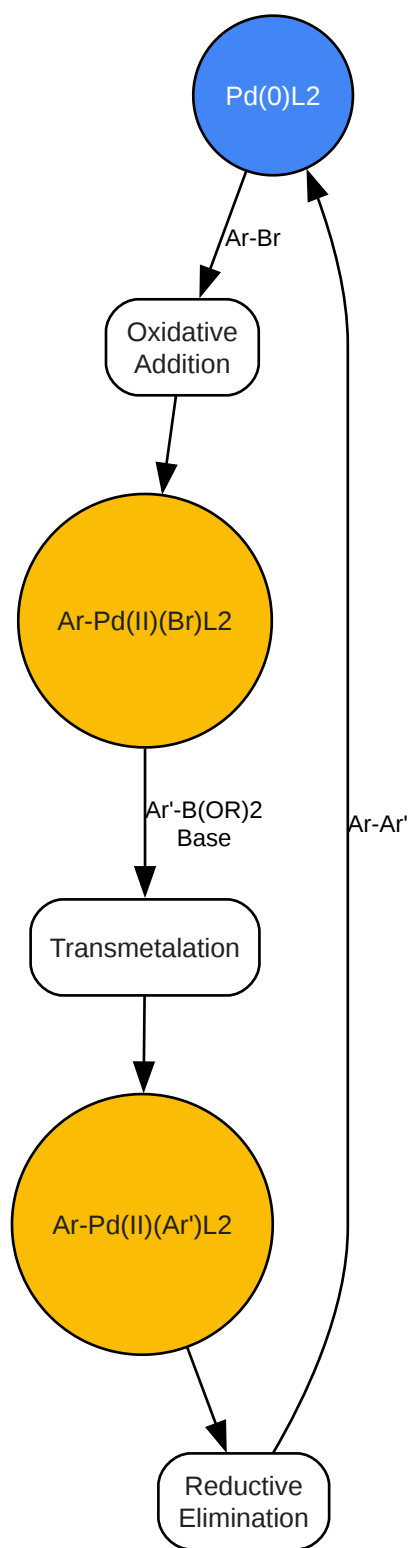 Pd(0)L2
Ar-Br
Oxidative
Addition
Ar-Pd(II)(Br)L2
Ar'-B(OR)2
Base
Ar-Ar'
Transmetalation
Ar-Pd(II)(Ar')L2
Reductive
Elimination